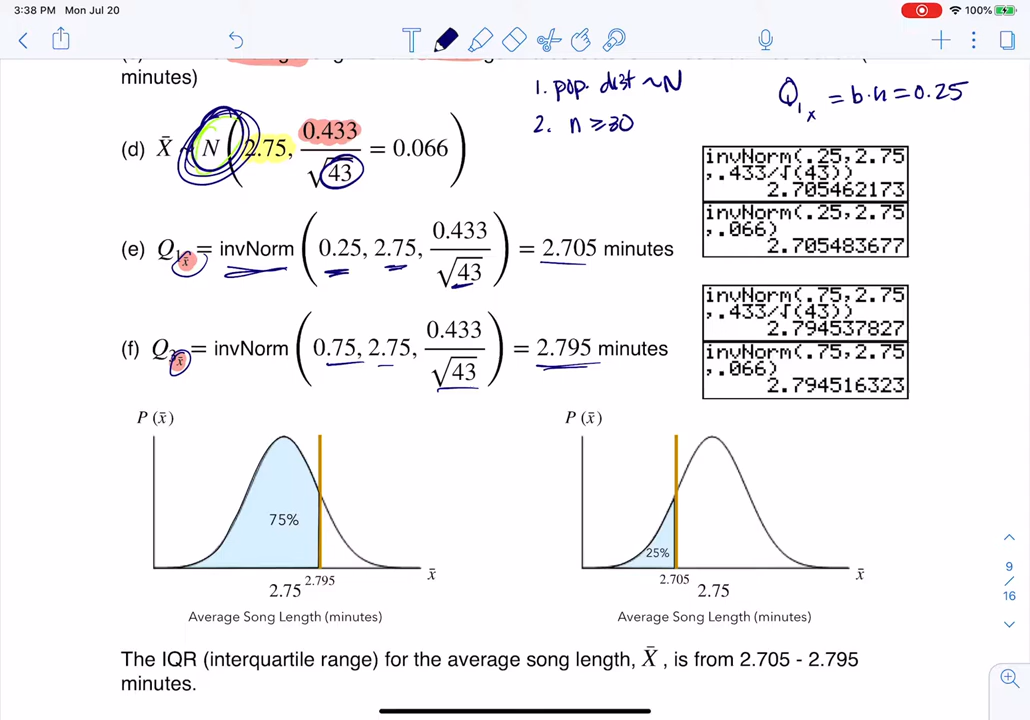 3:38 PM Mon Jul 20
100%
minutes)
1. pop. dist ~N
2. n ≥30
Q₁ₓ = b·h = 0.25
(d) X̄ ~ N ( 2.75, 0.433 / √43 = 0.066 )
(e) Q₁ₓ̄ = invNorm ( 0.25, 2.75, 0.433 / √43 ) = 2.705 minutes
(f) Q₃ₓ̄ = invNorm ( 0.75, 2.75, 0.433 / √43 ) = 2.795 minutes
invNorm(.25,2.75
,.433/√(43))
2.705462173
invNorm(.25,2.75
,.066)
2.705483677
invNorm(.75,2.75
,.433/√(43))
2.794537827
invNorm(.75,2.75
,.066)
2.794516323
P (x̄)
75%
2.795
2.75
x̄
Average Song Length (minutes)
P (x̄)
25%
2.705
2.75
x̄
Average Song Length (minutes)
9
/
16
The IQR (interquartile range) for the average song length, X̄ , is from 2.705 - 2.795
minutes.